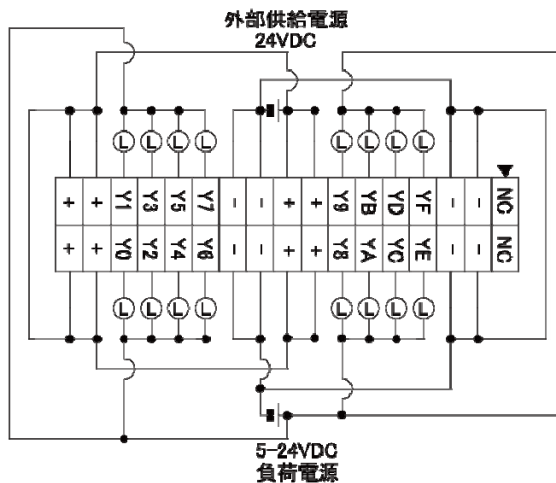 外部供給電源
24VDC
L L L L L L L L
+ + Y1 Y3 Y5 Y7 - - + + Y9 YB YD YF - - NC
+ + Y0 Y2 Y4 Y6 - - + + Y8 YA YC YE - - NC
L L L L L L L L
5-24VDC
負荷電源